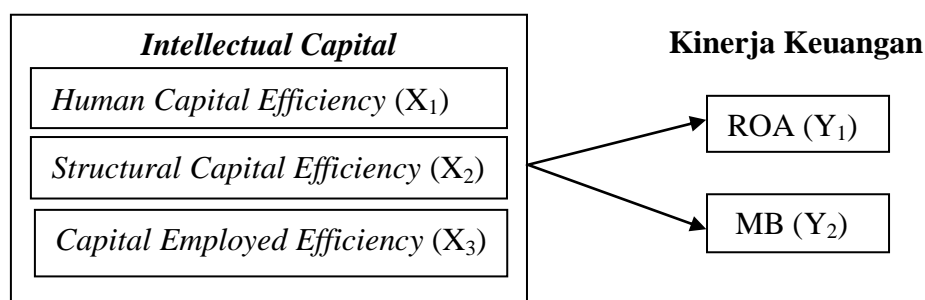 Intellectual Capital
Human Capital Efficiency (X₁)
Structural Capital Efficiency (X₂)
Capital Employed Efficiency (X₃)
Kinerja Keuangan
ROA (Y₁)
MB (Y₂)